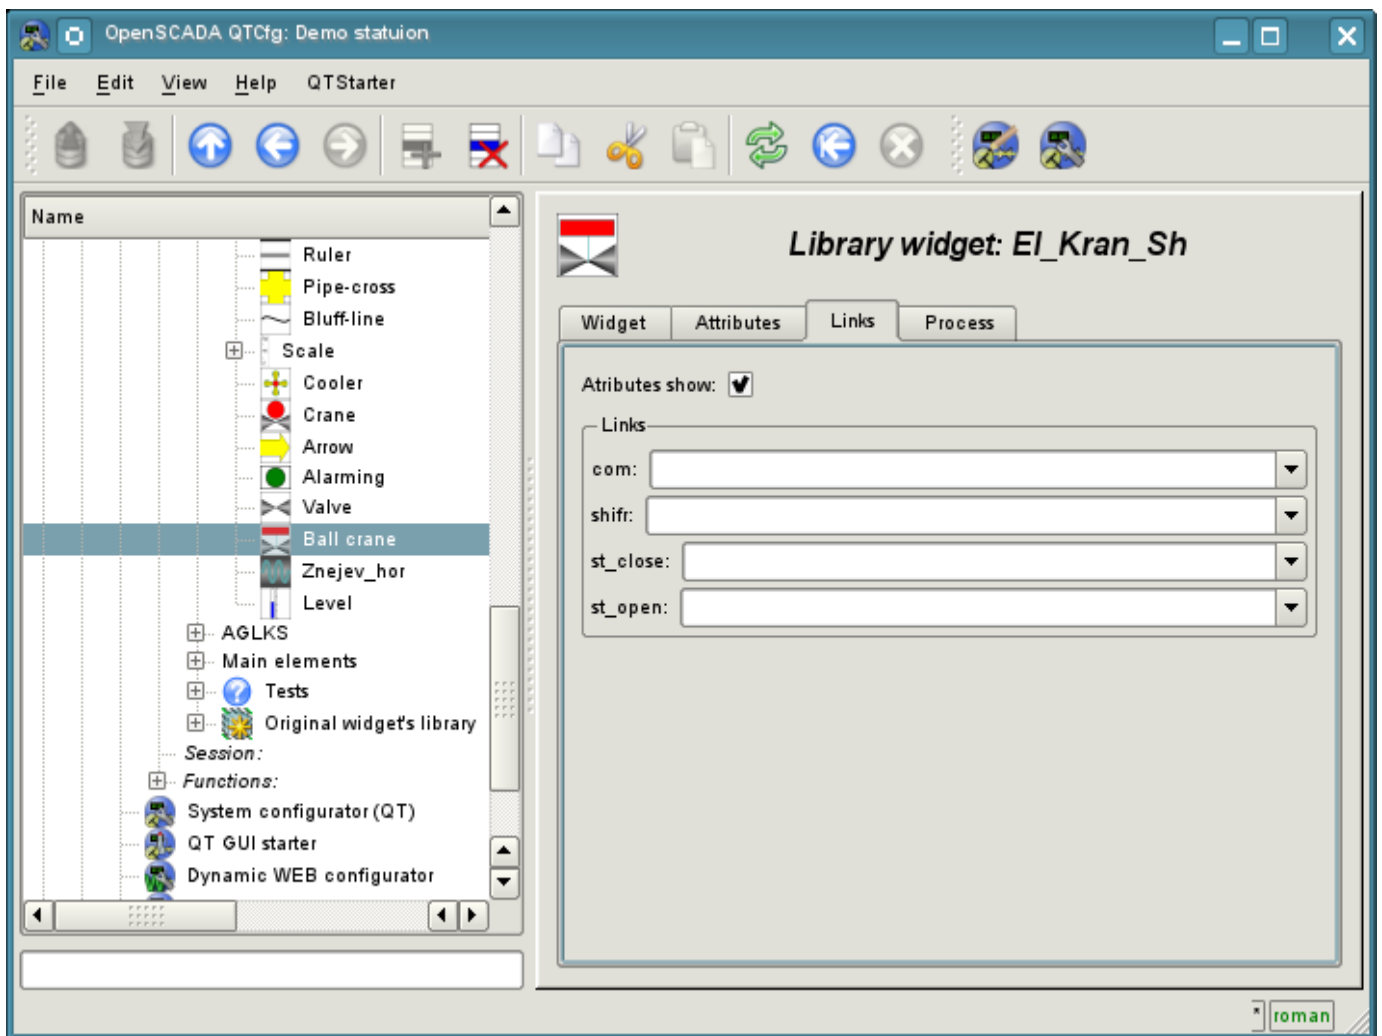 OpenSCADA QTCfg: Demo statuion
File Edit View Help QTStarter
Name
Ruler
Pipe-cross
Bluff-line
Scale
Cooler
Crane
Arrow
Alarming
Valve
Ball crane
Znejev_hor
Level
AGLKS
Main elements
Tests
Original widget's library
Session:
Functions:
System configurator (QT)
QT GUI starter
Dynamic WEB configurator
Library widget: El_Kran_Sh
Widget Attributes Links Process
Atributes show:
Links
com:
shifr:
st_close:
st_open:
* roman